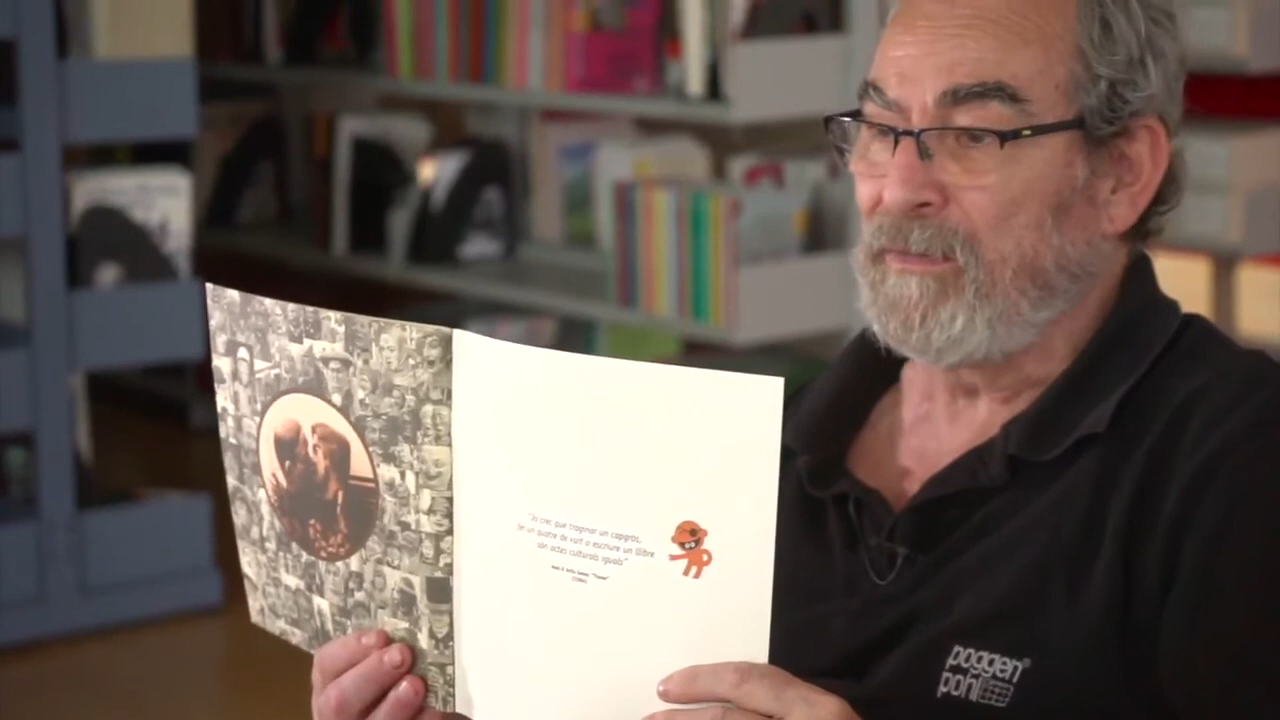 "Jo crec que traginar un capgròs,
fer un quatre de vuit o escriure un llibre
són actes culturals iguals"
poggen®
pohl